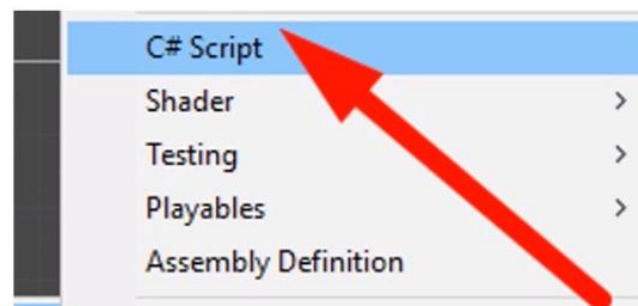 C# Script
Shader
Testing
Playables
Assembly Definition